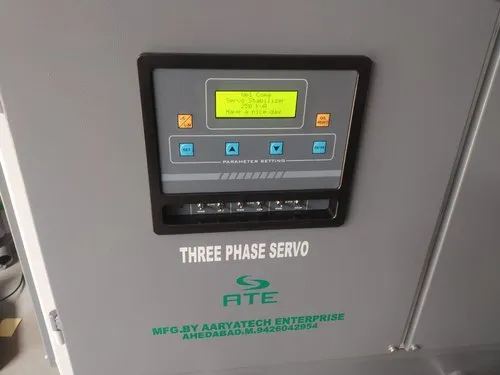 Wel Come
Servo Stabilizer
250 kVA
Have a nice day
SET
PARAMETER SETTING
THREE PHASE SERVO
ATE
MFG.BY AARYATECH ENTERPRISE
AHEDABAD.M.9426042954